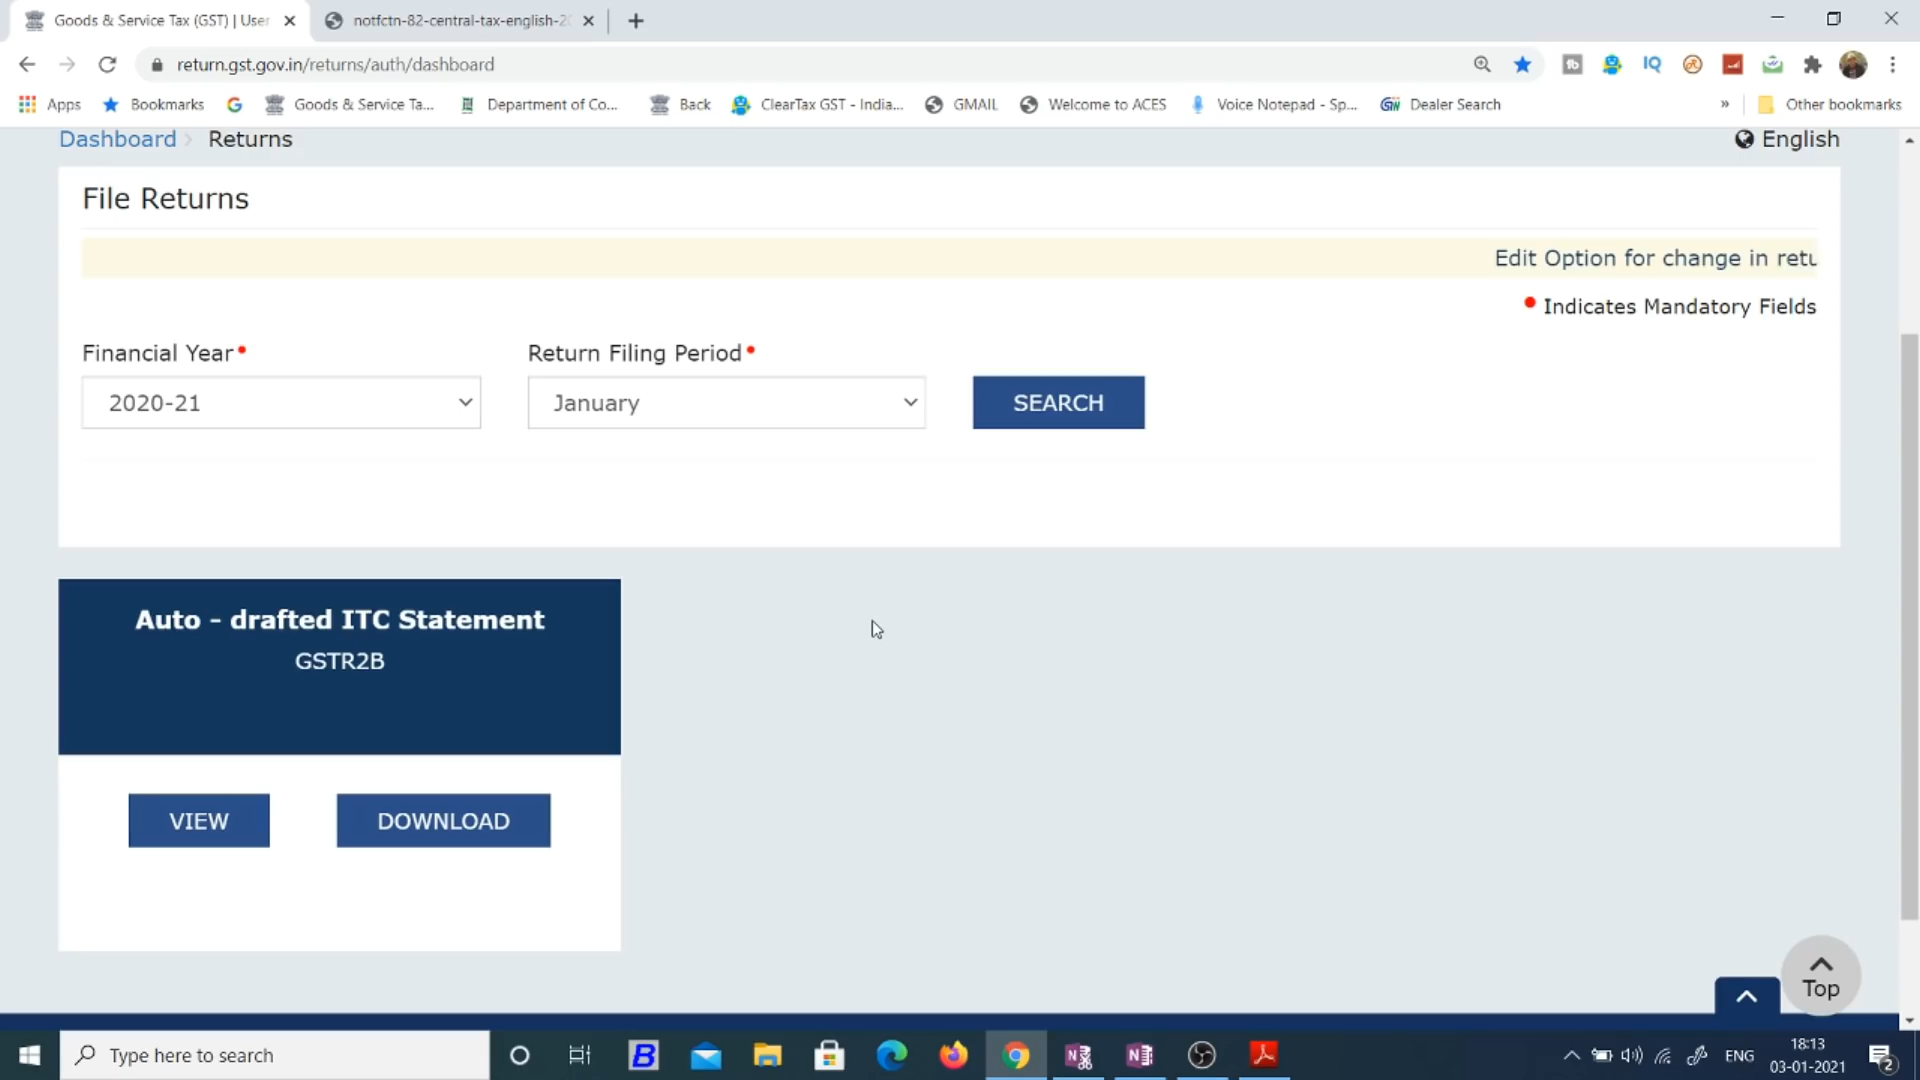 Goods & Service Tax (GST) | User
notfctn-82-central-tax-english-20
return.gst.gov.in/returns/auth/dashboard
Apps
Bookmarks
Goods & Service Ta...
Department of Co...
Back
ClearTax GST - India...
GMAIL
Welcome to ACES
Voice Notepad - Sp...
Dealer Search
»
Other bookmarks
Dashboard
Returns
English
File Returns
Edit Option for change in retu
• Indicates Mandatory Fields
Financial Year•
Return Filing Period•
2020-21
January
SEARCH
Auto - drafted ITC Statement
GSTR2B
VIEW
DOWNLOAD
Top
Type here to search
ENG
18:13
03-01-2021
2